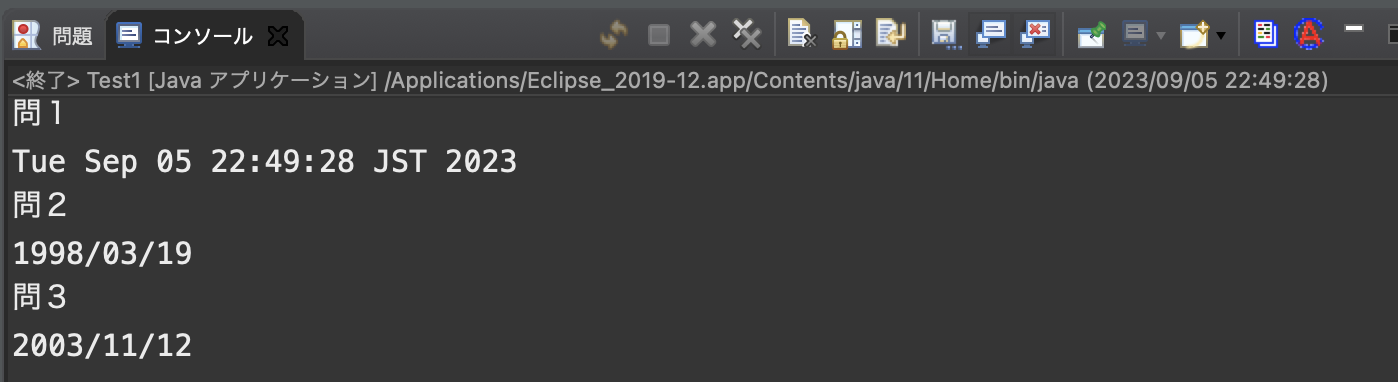 問題 コンソール
<終了> Test1 [Java アプリケーション] /Applications/Eclipse_2019-12.app/Contents/java/11/Home/bin/java (2023/09/05 22:49:28)
問１
Tue Sep 05 22:49:28 JST 2023
問２
1998/03/19
問３
2003/11/12